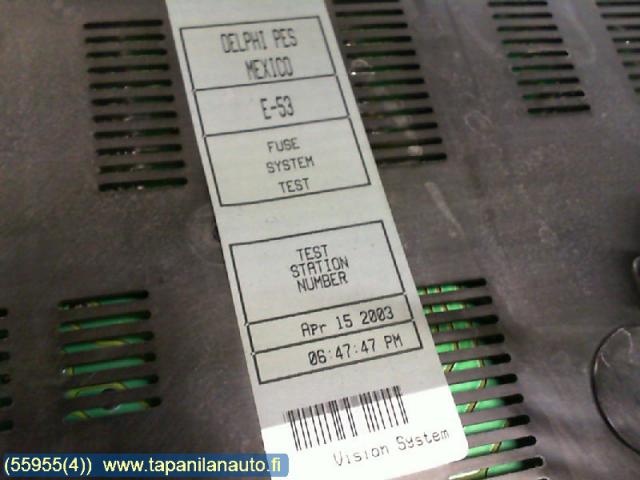 DELPHI PES
MEXICO
E-53
FUSE
SYSTEM
TEST
TEST
STATION
NUMBER
Apr 15 2003
06:47:47 PM
Vision System
(55955(4)) www.tapanilanauto.fi